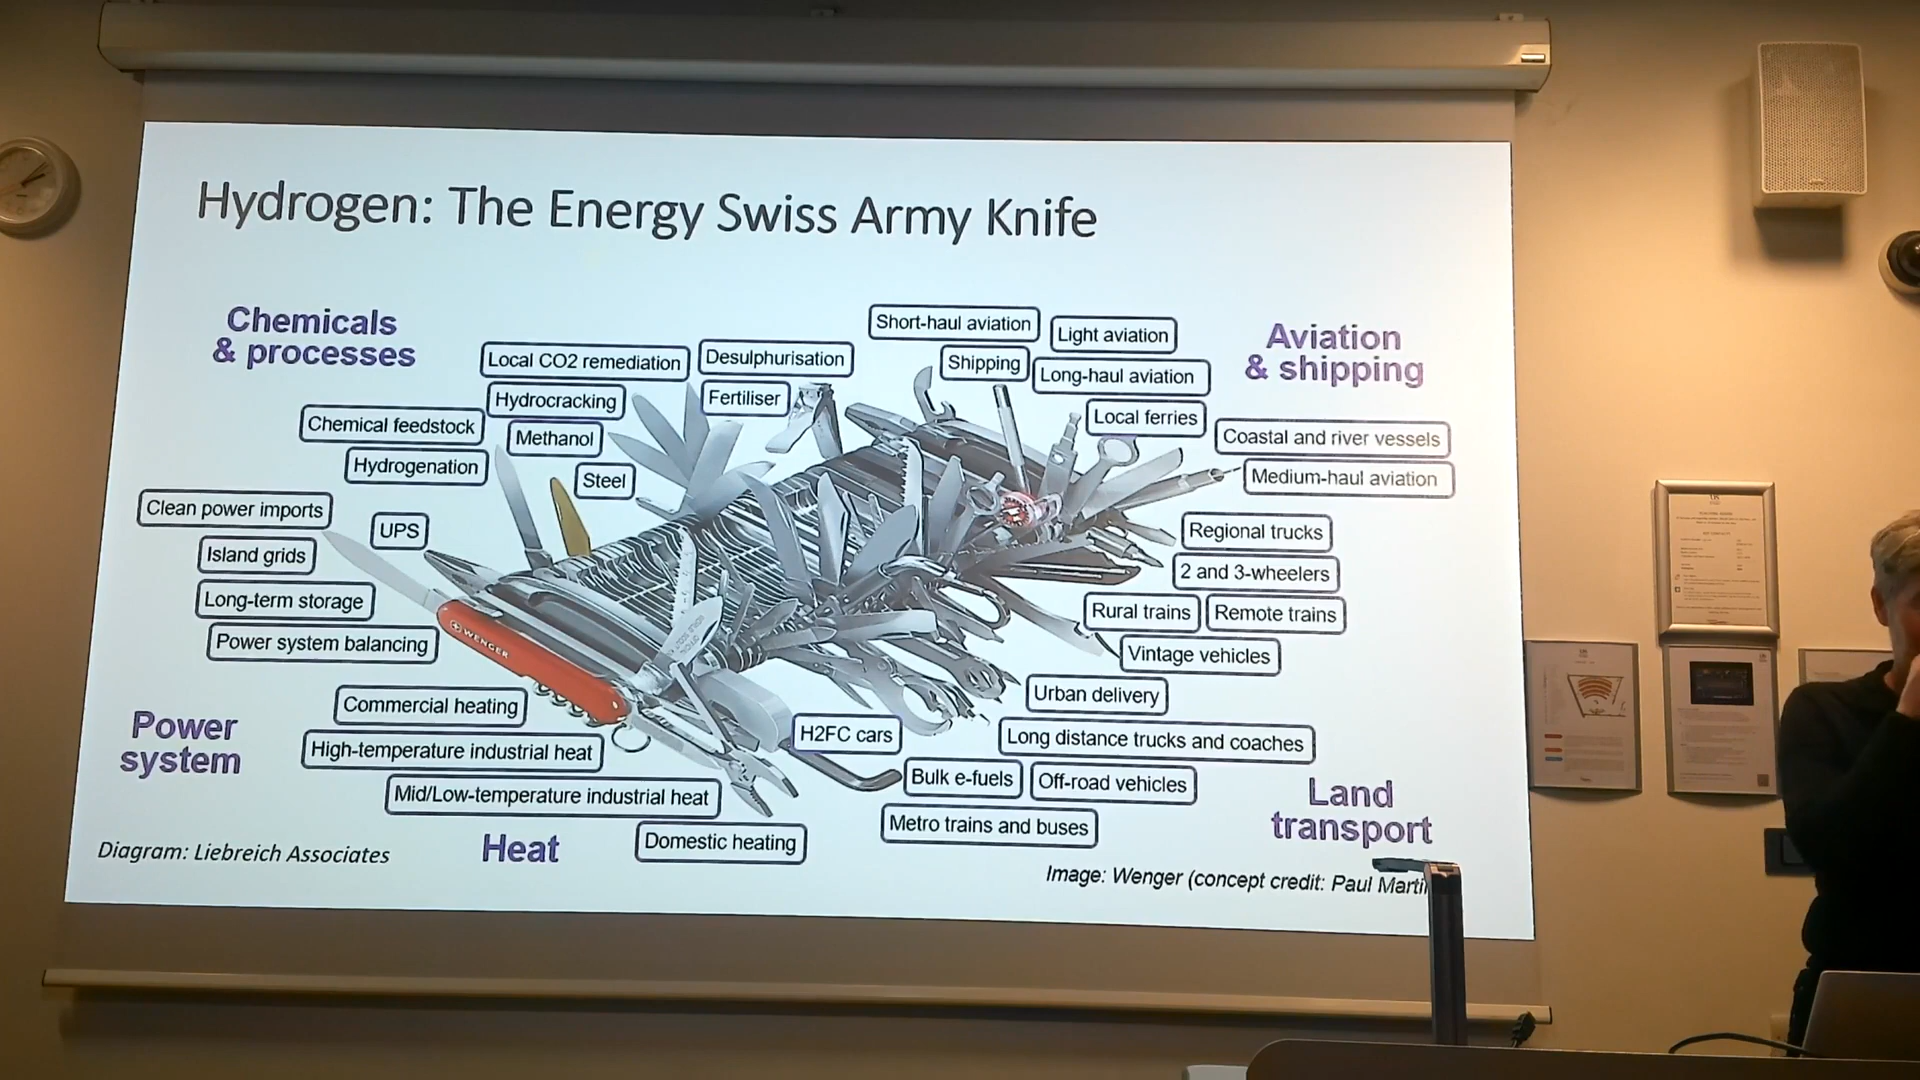 Hydrogen: The Energy Swiss Army Knife
Chemicals
& processes
Local CO2 remediation
Desulphurisation
Hydrocracking
Fertiliser
Chemical feedstock
Methanol
Hydrogenation
Steel
Short-haul aviation
Light aviation
Shipping
Long-haul aviation
Local ferries
Coastal and river vessels
Medium-haul aviation
Aviation
& shipping
Clean power imports
UPS
Island grids
Long-term storage
Power system balancing
Power
system
WENGER
Regional trucks
2 and 3-wheelers
Rural trains
Remote trains
Vintage vehicles
Urban delivery
H2FC cars
Long distance trucks and coaches
Bulk e-fuels
Off-road vehicles
Metro trains and buses
Land
transport
Commercial heating
High-temperature industrial heat
Mid/Low-temperature industrial heat
Domestic heating
Heat
Diagram: Liebreich Associates
Image: Wenger (concept credit: Paul Marti